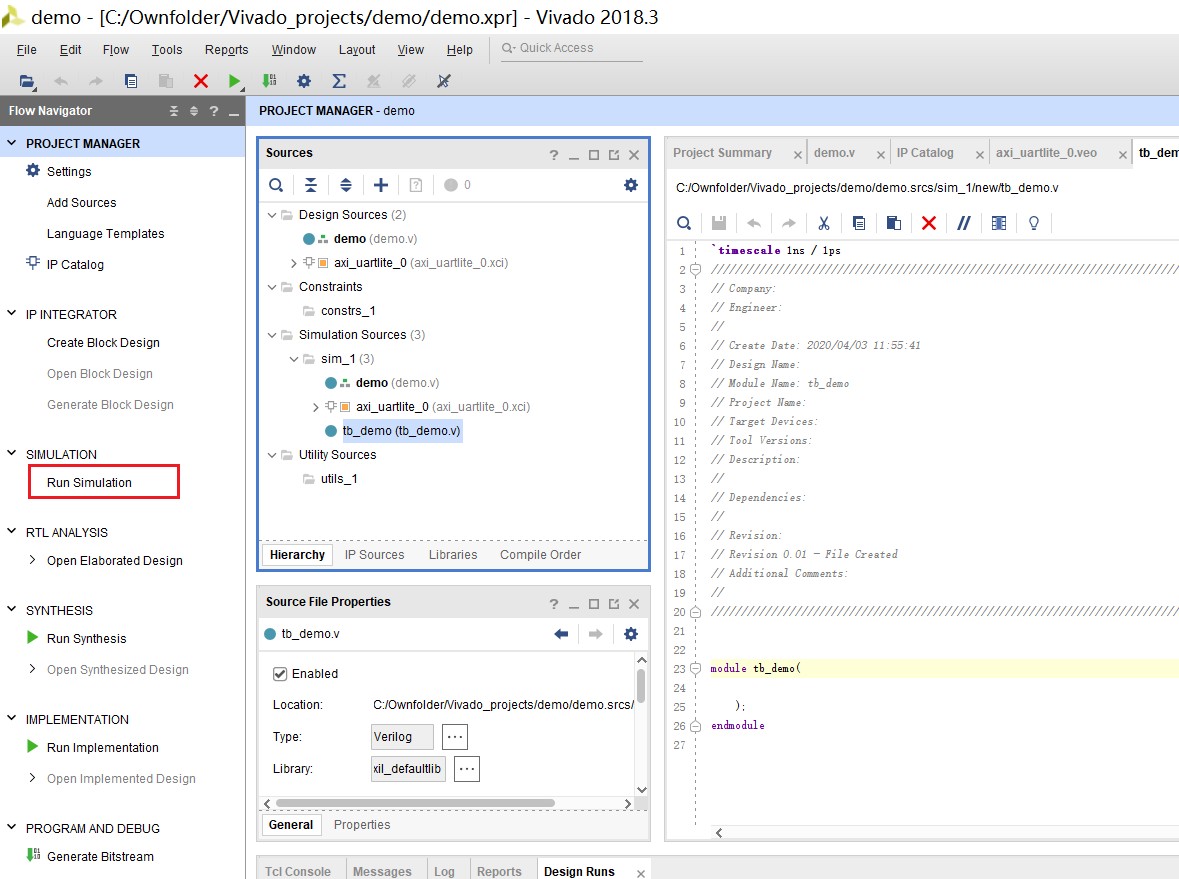 demo - [C:/Ownfolder/Vivado_projects/demo/demo.xpr] - Vivado 2018.3
File Edit Flow Tools Reports Window Layout View Help Quick Access
Flow Navigator
PROJECT MANAGER
Settings
Add Sources
Language Templates
IP Catalog
IP INTEGRATOR
Create Block Design
Open Block Design
Generate Block Design
SIMULATION
Run Simulation
RTL ANALYSIS
Open Elaborated Design
SYNTHESIS
Run Synthesis
Open Synthesized Design
IMPLEMENTATION
Run Implementation
Open Implemented Design
PROGRAM AND DEBUG
Generate Bitstream
PROJECT MANAGER - demo
Sources
0
Design Sources (2)
demo (demo.v)
axi_uartlite_0 (axi_uartlite_0.xci)
Constraints
constrs_1
Simulation Sources (3)
sim_1 (3)
demo (demo.v)
axi_uartlite_0 (axi_uartlite_0.xci)
tb_demo (tb_demo.v)
Utility Sources
utils_1
Hierarchy IP Sources Libraries Compile Order
Source File Properties
tb_demo.v
Enabled
Location: C:/Ownfolder/Vivado_projects/demo/demo.srcs/
Type: Verilog ...
Library: xil_defaultlib ...
General Properties
Tcl Console Messages Log Reports Design Runs
Project Summary demo.v IP Catalog axi_uartlite_0.veo tb_dem
C:/Ownfolder/Vivado_projects/demo/demo.srcs/sim_1/new/tb_demo.v
1 `timescale 1ns / 1ps
2 //////////////////////////////////////////////////////////////////////////////
3 // Company:
4 // Engineer:
5 //
6 // Create Date: 2020/04/03 11:55:41
7 // Design Name:
8 // Module Name: tb_demo
9 // Project Name:
10 // Target Devices:
11 // Tool Versions:
12 // Description:
13 //
14 // Dependencies:
15 //
16 // Revision:
17 // Revision 0.01 - File Created
18 // Additional Comments:
19 //
20 //////////////////////////////////////////////////////////////////////////////
21
22
23 module tb_demo(
24
25 );
26 endmodule
27